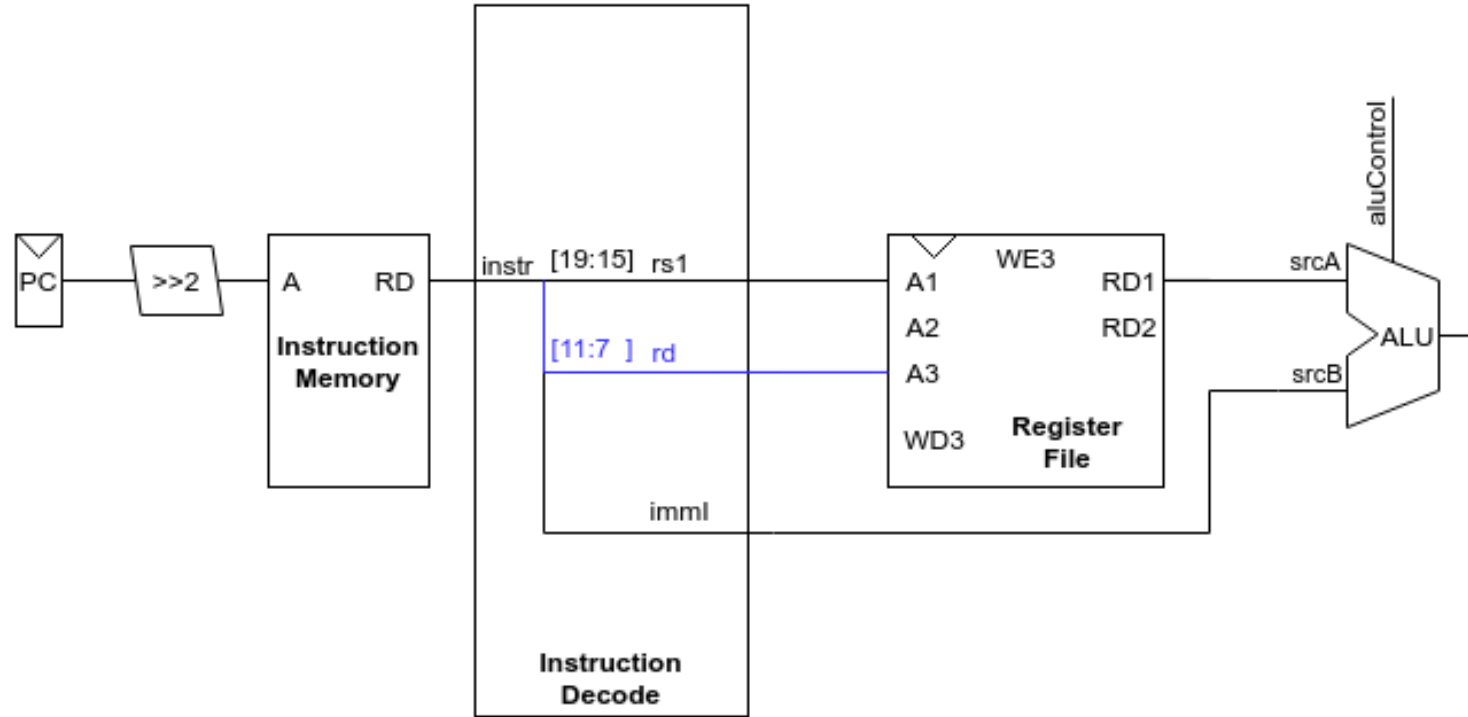 aluControl
PC
>>2
A
RD
Instruction
Memory
instr
[19:15]
rs1
[11:7 ]
rd
immI
Instruction
Decode
WE3
A1
RD1
A2
RD2
A3
WD3
Register
File
srcA
ALU
srcB